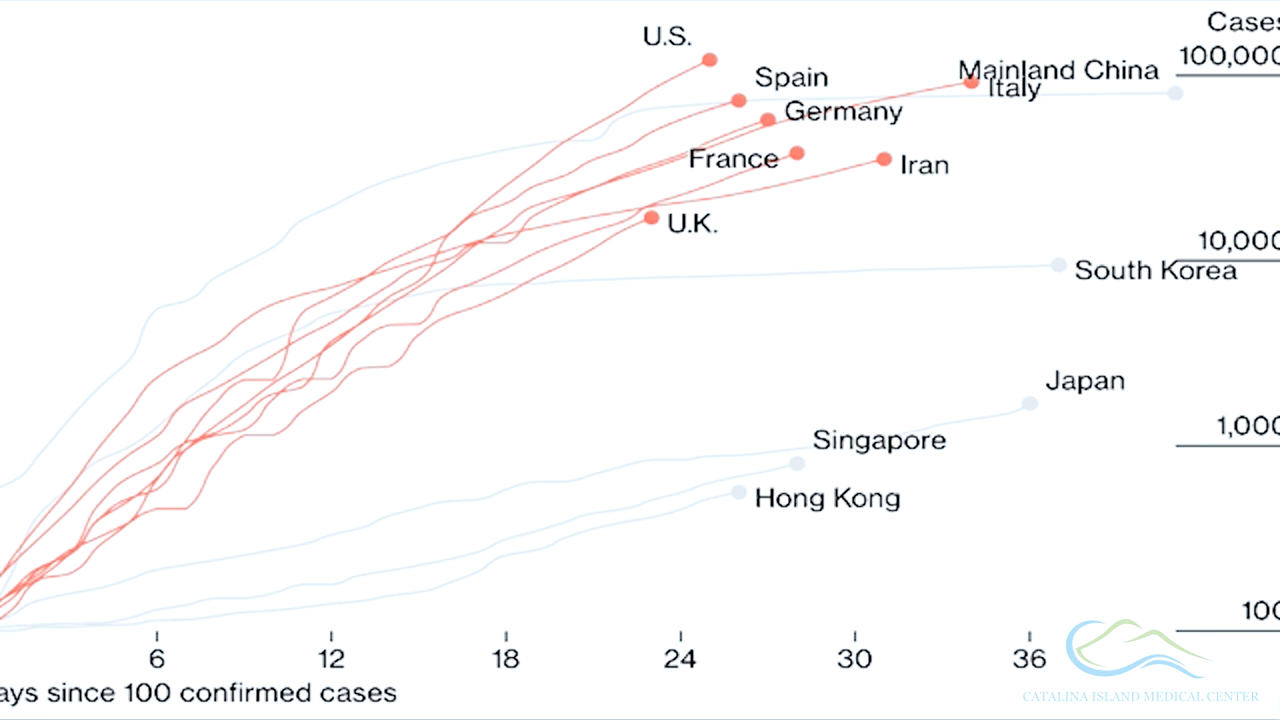 Cases
U.S.
100,000
Mainland China
Spain
Italy
Germany
France
Iran
U.K.
10,000
South Korea
Japan
1,000
Singapore
Hong Kong
100
6 12 18 24 30 36
ays since 100 confirmed cases
CATALINA ISLAND MEDICAL CENTER